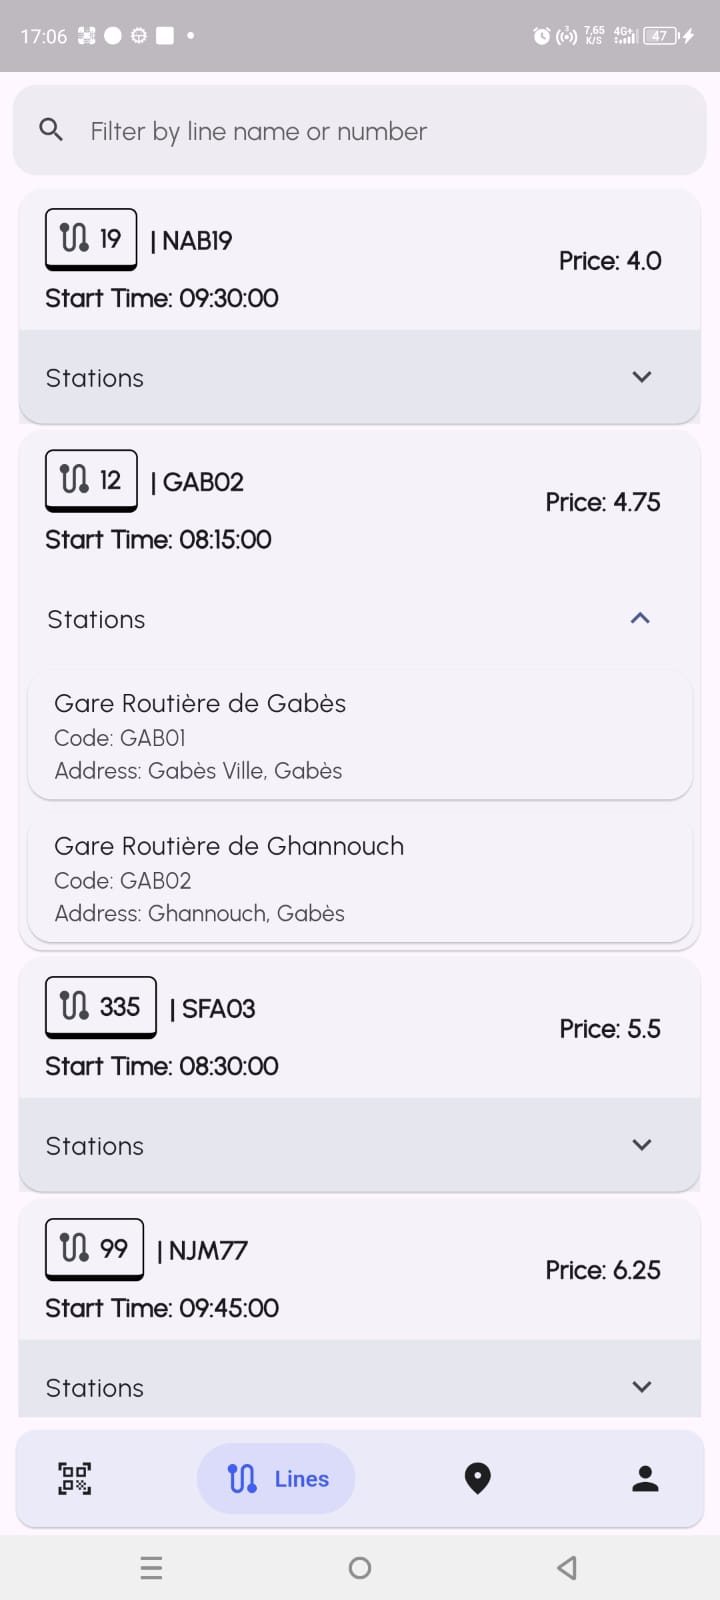 17:06
7,65 K/S 4G+ 47
Filter by line name or number
19 | NAB19
Price: 4.0
Start Time: 09:30:00
Stations
12 | GAB02
Price: 4.75
Start Time: 08:15:00
Stations
Gare Routière de Gabès
Code: GAB01
Address: Gabès Ville, Gabès
Gare Routière de Ghannouch
Code: GAB02
Address: Ghannouch, Gabès
335 | SFA03
Price: 5.5
Start Time: 08:30:00
Stations
99 | NJM77
Price: 6.25
Start Time: 09:45:00
Stations
Lines